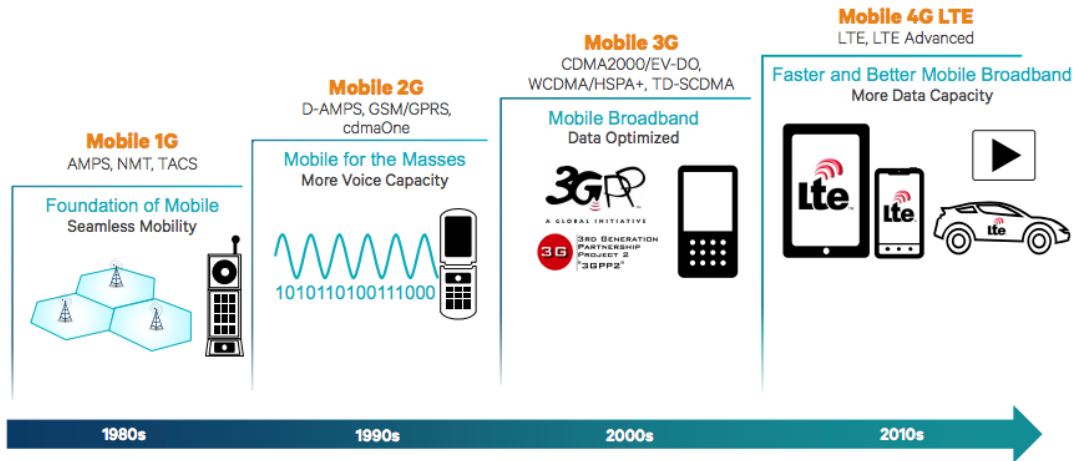 Mobile 1G
AMPS, NMT, TACS
Foundation of Mobile
Seamless Mobility
Mobile 2G
D-AMPS, GSM/GPRS,
cdmaOne
Mobile for the Masses
More Voice Capacity
1010110100111000
Mobile 3G
CDMA2000/EV-DO,
WCDMA/HSPA+, TD-SCDMA
Mobile Broadband
Data Optimized
3GPP™
A GLOBAL INITIATIVE
3G
3RD GENERATION
PARTNERSHIP
PROJECT 2
"3GPP2"
Mobile 4G LTE
LTE, LTE Advanced
Faster and Better Mobile Broadband
More Data Capacity
Lte
Lte
lte
1980s
1990s
2000s
2010s